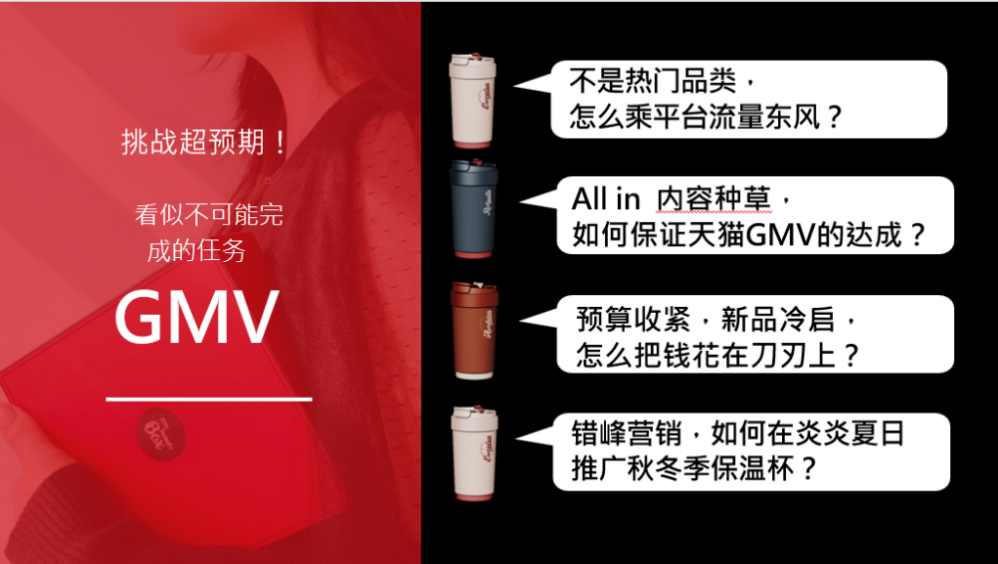 挑战超预期！
看似不可能完
成的任务
GMV
不是热门品类，
怎么乘平台流量东风？
All in 内容种草，
如何保证天猫GMV的达成？
预算收紧，新品冷启，
怎么把钱花在刀刃上？
错峰营销，如何在炎炎夏日
推广秋冬季保温杯？
Box